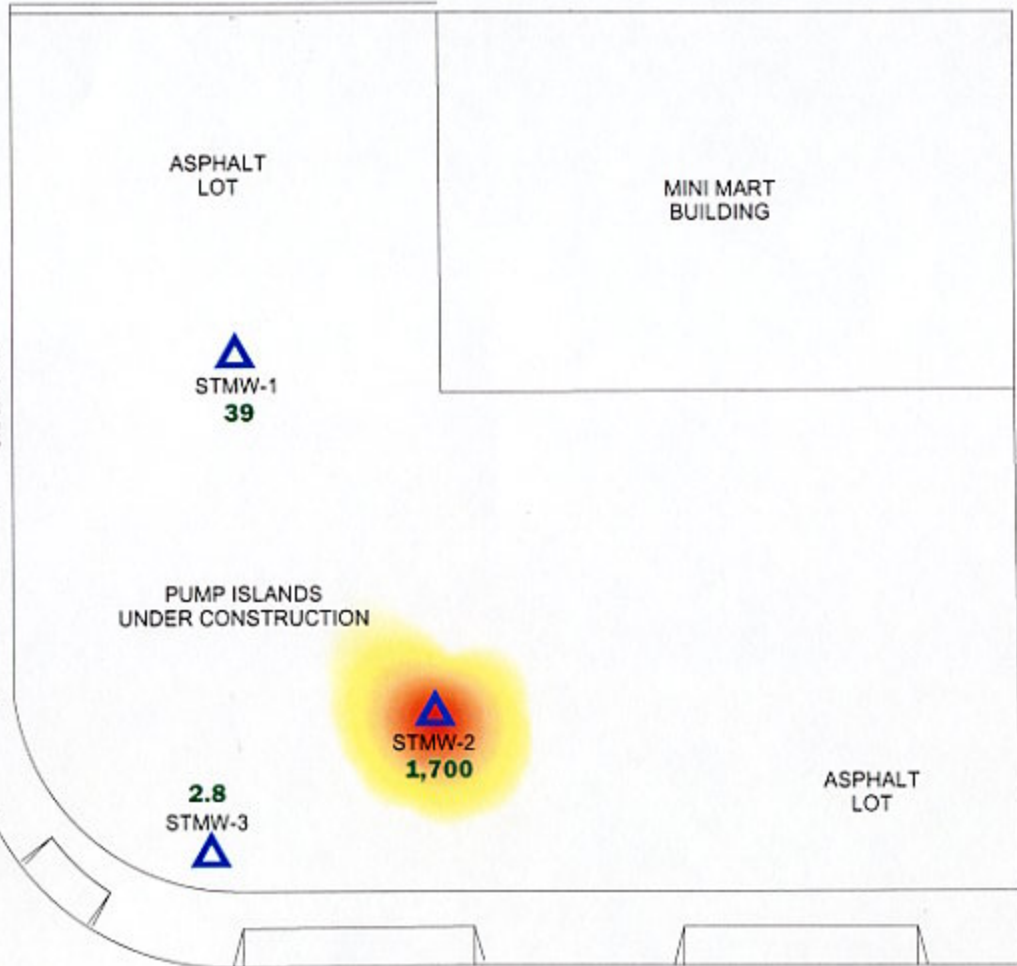 ASPHALT
LOT
MINI MART
BUILDING
STMW-1
39
PUMP ISLANDS
UNDER CONSTRUCTION
STMW-2
1,700
2.8
STMW-3
ASPHALT
LOT